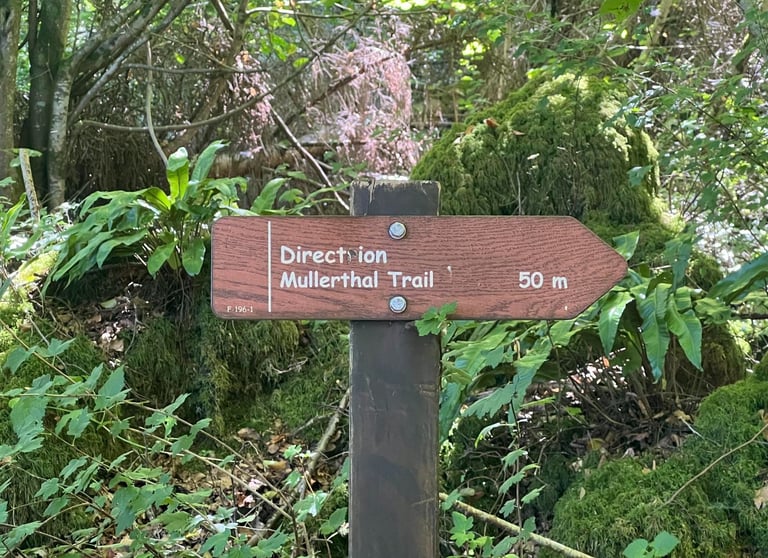 Direction
Mullerthal Trail 50 m
F 196-1